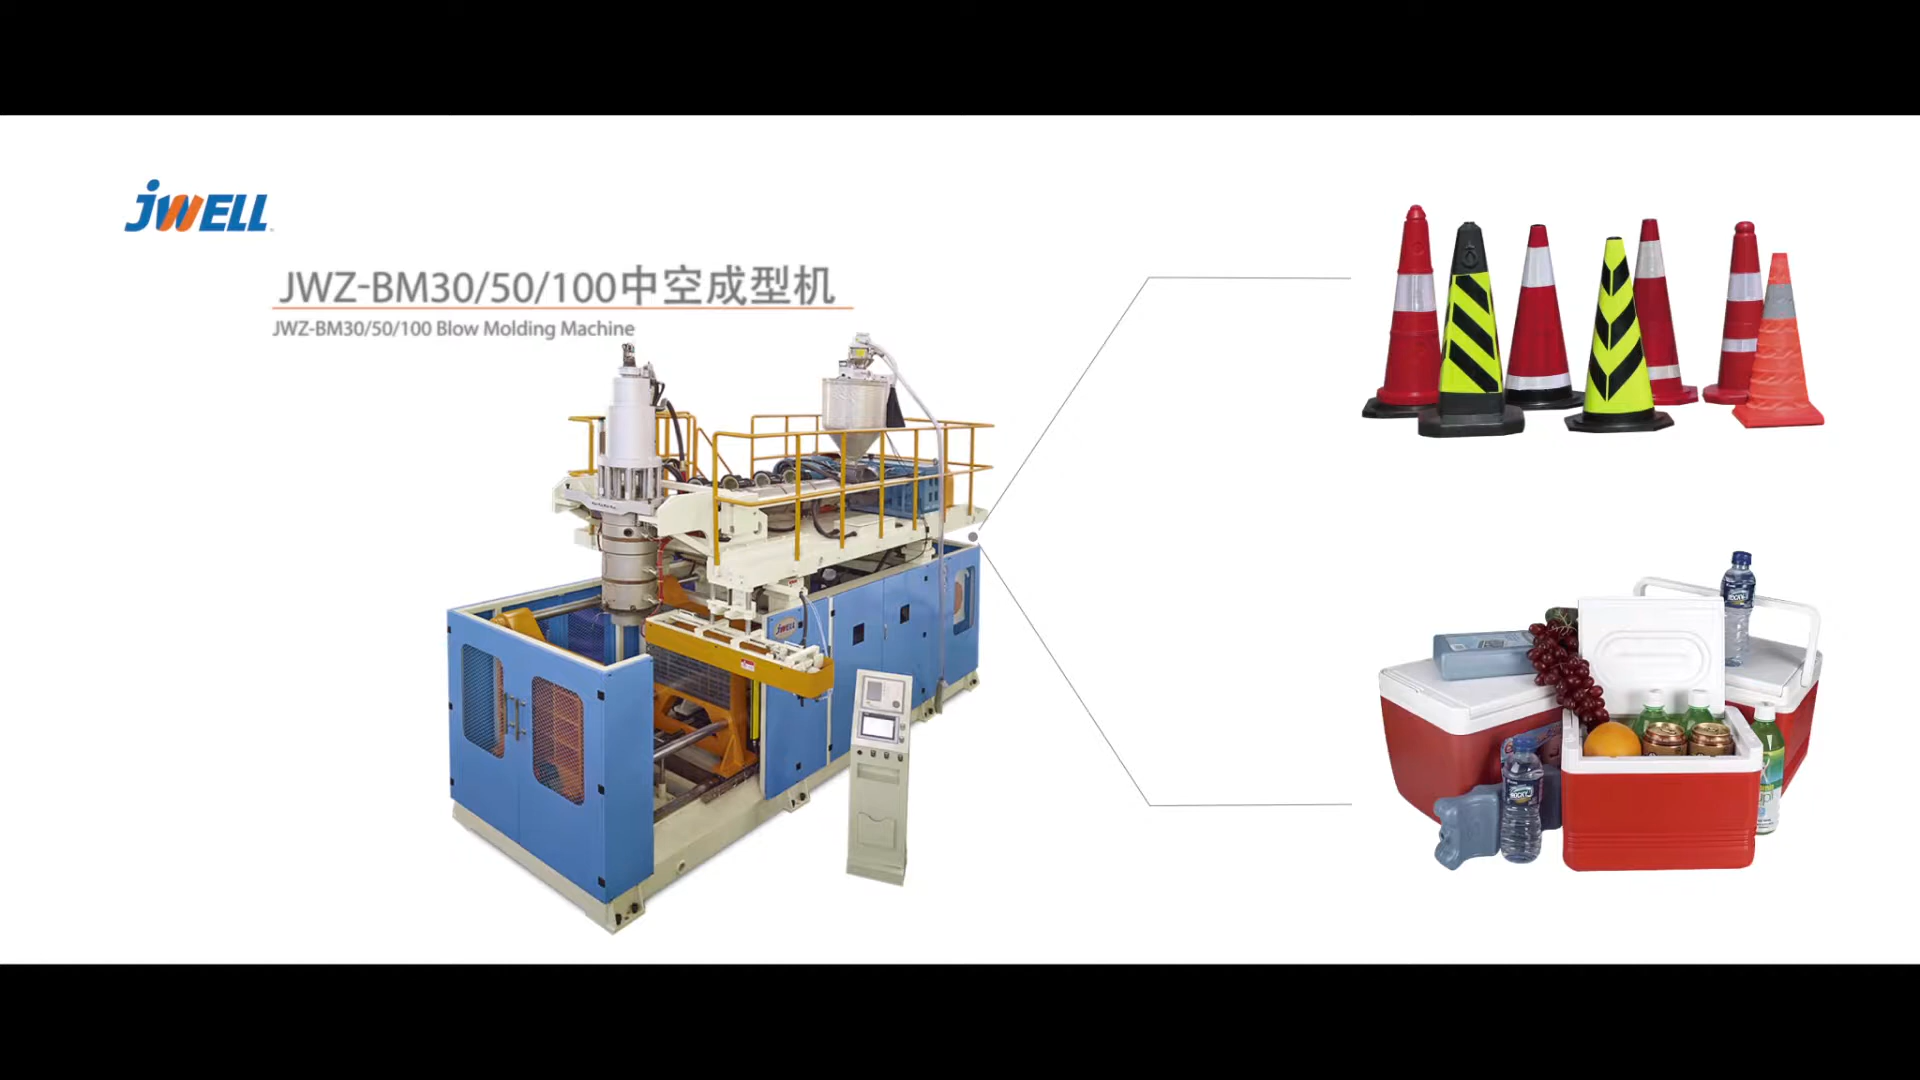 JWELL
JWZ-BM30/50/100中空成型机
JWZ-BM30/50/100 Blow Molding Machine
JWELL